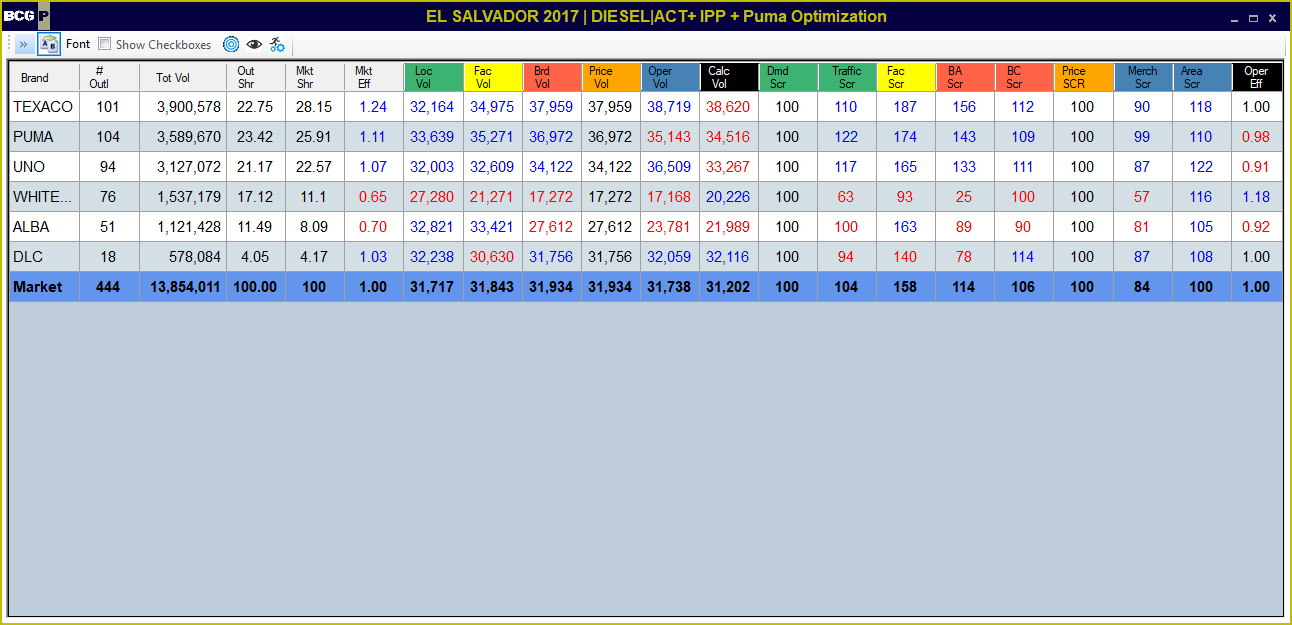 BCG P EL SALVADOR 2017 | DIESEL|ACT+ IPP + Puma Optimization
» AB Font Show Checkboxes
Brand # Outl Tot Vol Out Shr Mkt Shr Mkt Eff Loc Vol Fac Vol Brd Vol Price Vol Oper Vol Calc Vol Dmd Scr Traffic Scr Fac Scr BA Scr BC Scr Price SCR Merch Scr Area Scr Oper Eff
TEXACO 101 3,900,578 22.75 28.15 1.24 32,164 34,975 37,959 37,959 38,719 38,620 100 110 187 156 112 100 90 118 1.00
PUMA 104 3,589,670 23.42 25.91 1.11 33,639 35,271 36,972 36,972 35,143 34,516 100 122 174 143 109 100 99 110 0.98
UNO 94 3,127,072 21.17 22.57 1.07 32,003 32,609 34,122 34,122 36,509 33,267 100 117 165 133 111 100 87 122 0.91
WHITE... 76 1,537,179 17.12 11.1 0.65 27,280 21,271 17,272 17,272 17,168 20,226 100 63 93 25 100 100 57 116 1.18
ALBA 51 1,121,428 11.49 8.09 0.70 32,821 33,421 27,612 27,612 23,781 21,989 100 100 163 89 90 100 81 105 0.92
DLC 18 578,084 4.05 4.17 1.03 32,238 30,630 31,756 31,756 32,059 32,116 100 94 140 78 114 100 87 108 1.00
Market 444 13,854,011 100.00 100 1.00 31,717 31,843 31,934 31,934 31,738 31,202 100 104 158 114 106 100 84 100 1.00